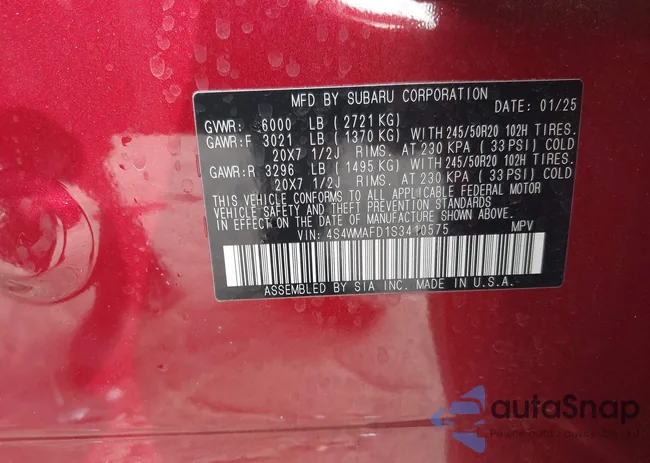 MFD BY SUBARU CORPORATION DATE: 01/25
GVWR: 6000 LB ( 2721 KG)
GAWR:F 3021 LB ( 1370 KG) WITH 245/50R20 102H TIRES.
20X7 1/2J RIMS. AT 230 KPA ( 33 PSI) COLD
GAWR:R 3296 LB ( 1495 KG) WITH 245/50R20 102H TIRES.
20X7 1/2J RIMS. AT 230 KPA ( 33 PSI) COLD
THIS VEHICLE CONFORMS TO ALL APPLICABLE FEDERAL MOTOR
VEHICLE SAFETY AND THEFT PREVENTION STANDARDS
IN EFFECT ON THE DATE OF MANUFACTURE SHOWN ABOVE.
VIN: 4S4WMAFD1S3410575 MPV
ASSEMBLED BY SIA INC. MADE IN U.S.A.
autaSnap